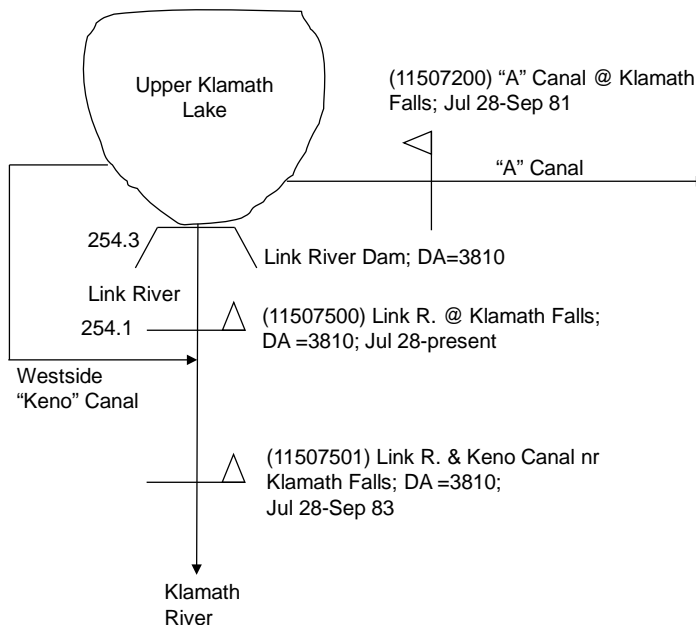 Upper Klamath
Lake
(11507200) “A” Canal @ Klamath
Falls; Jul 28-Sep 81
“A” Canal
254.3
Link River Dam; DA=3810
Link River
254.1
(11507500) Link R. @ Klamath Falls;
DA =3810; Jul 28-present
Westside
“Keno” Canal
(11507501) Link R. & Keno Canal nr
Klamath Falls; DA =3810;
Jul 28-Sep 83
Klamath
River